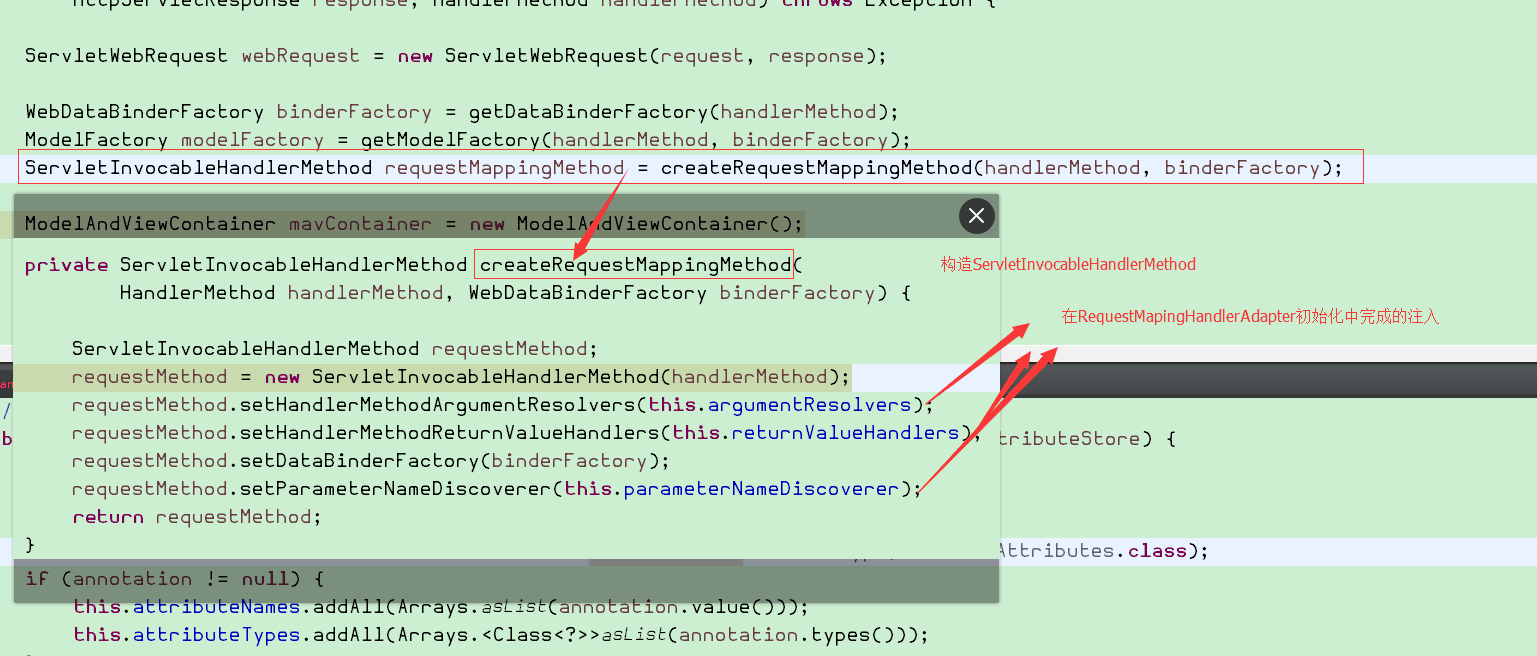 HttpServletResponse response, HandlerMethod handlerMethod) throws Exception {
ServletWebRequest webRequest = new ServletWebRequest(request, response);
WebDataBinderFactory binderFactory = getDataBinderFactory(handlerMethod);
ModelFactory modelFactory = getModelFactory(handlerMethod, binderFactory);
ServletInvocableHandlerMethod requestMappingMethod = createRequestMappingMethod(handlerMethod, binderFactory);
ModelAndViewContainer mavContainer = new ModelAndViewContainer();
private ServletInvocableHandlerMethod createRequestMappingMethod(
构造ServletInvocableHandlerMethod
HandlerMethod handlerMethod, WebDataBinderFactory binderFactory) {
在RequestMapingHandlerAdapter初始化中完成的注入
ServletInvocableHandlerMethod requestMethod;
requestMethod = new ServletInvocableHandlerMethod(handlerMethod);
an
requestMethod.setHandlerMethodArgumentResolvers(this.argumentResolvers);
/
requestMethod.setHandlerMethodReturnValueHandlers(this.returnValueHandlers);
b
tributeStore) {
requestMethod.setDataBinderFactory(binderFactory);
requestMethod.setParameterNameDiscoverer(this.parameterNameDiscoverer);
return requestMethod;
}
Attributes.class);
if (annotation != null) {
this.attributeNames.addAll(Arrays.asList(annotation.value()));
this.attributeTypes.addAll(Arrays.<Class<?>>asList(annotation.types()));